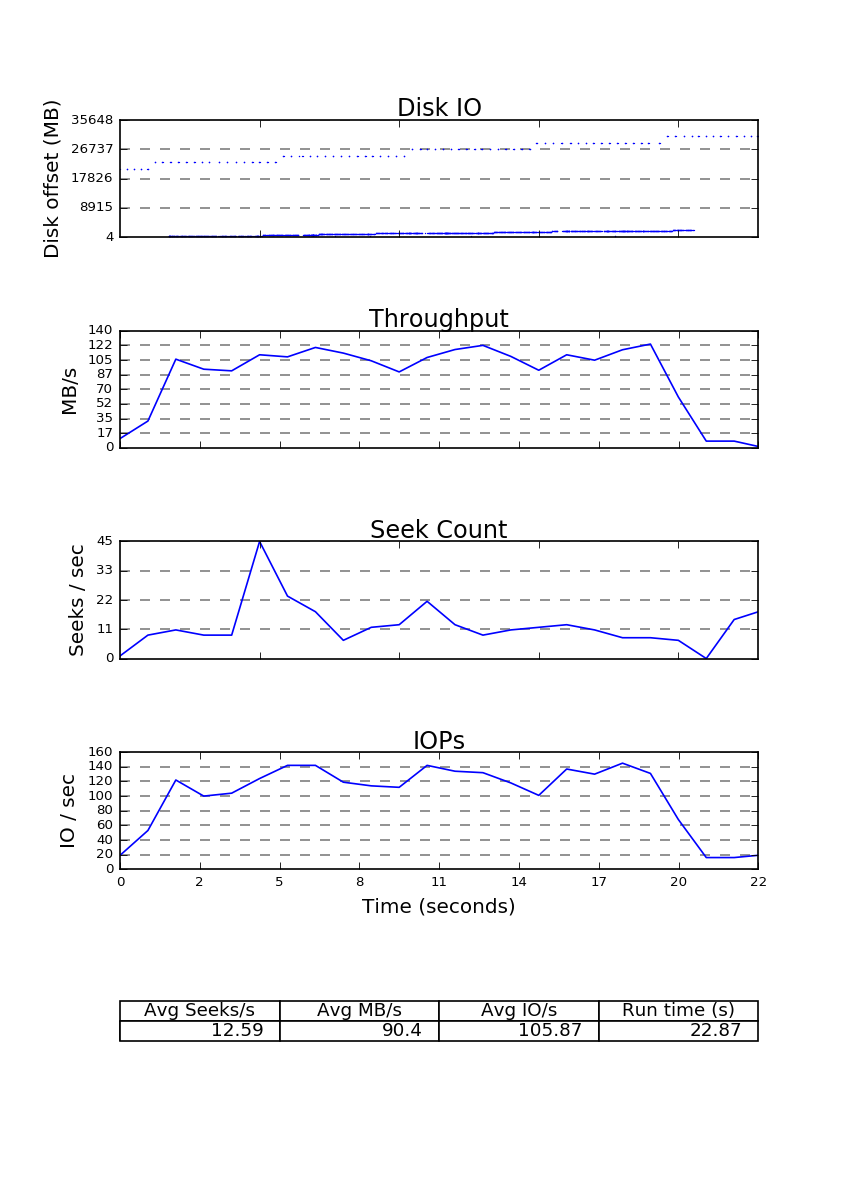 Disk IO
Disk offset (MB)
35648
26737
17826
8915
4
Throughput
MB/s
140
122
105
87
70
52
35
17
0
Seek Count
Seeks / sec
45
33
22
11
0
IOPs
IO / sec
160
140
120
100
80
60
40
20
0
0 2 5 8 11 14 17 20 22
Time (seconds)
Avg Seeks/s Avg MB/s Avg IO/s Run time (s)
12.59 90.4 105.87 22.87